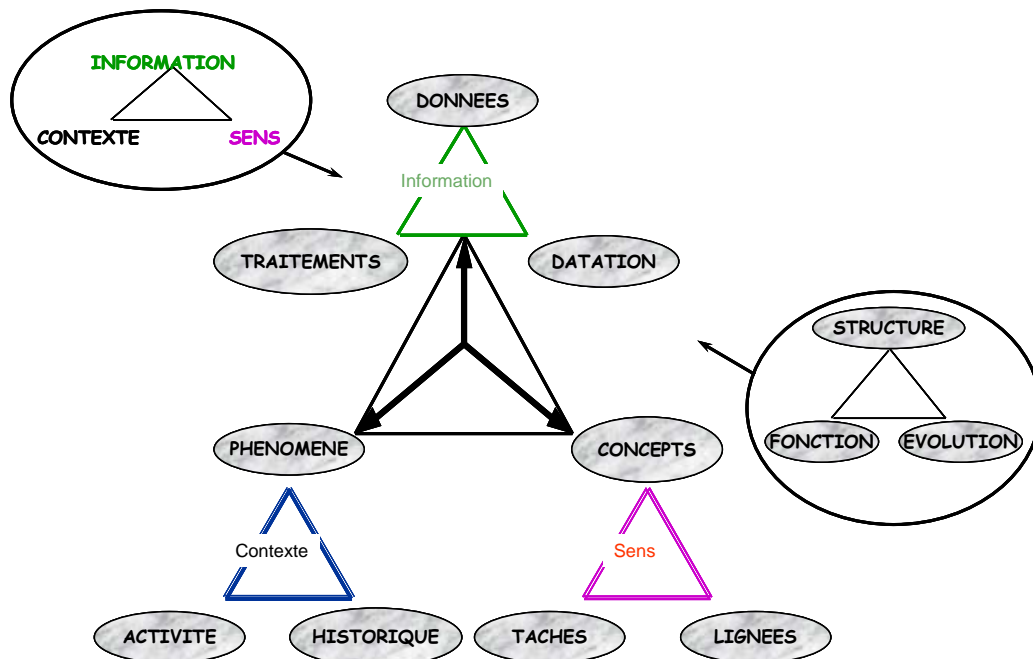 INFORMATION
CONTEXTE SENS
DONNEES
Information
TRAITEMENTS DATATION
STRUCTURE
FONCTION EVOLUTION
PHENOMENE CONCEPTS
Contexte Sens
ACTIVITE HISTORIQUE TACHES LIGNEES